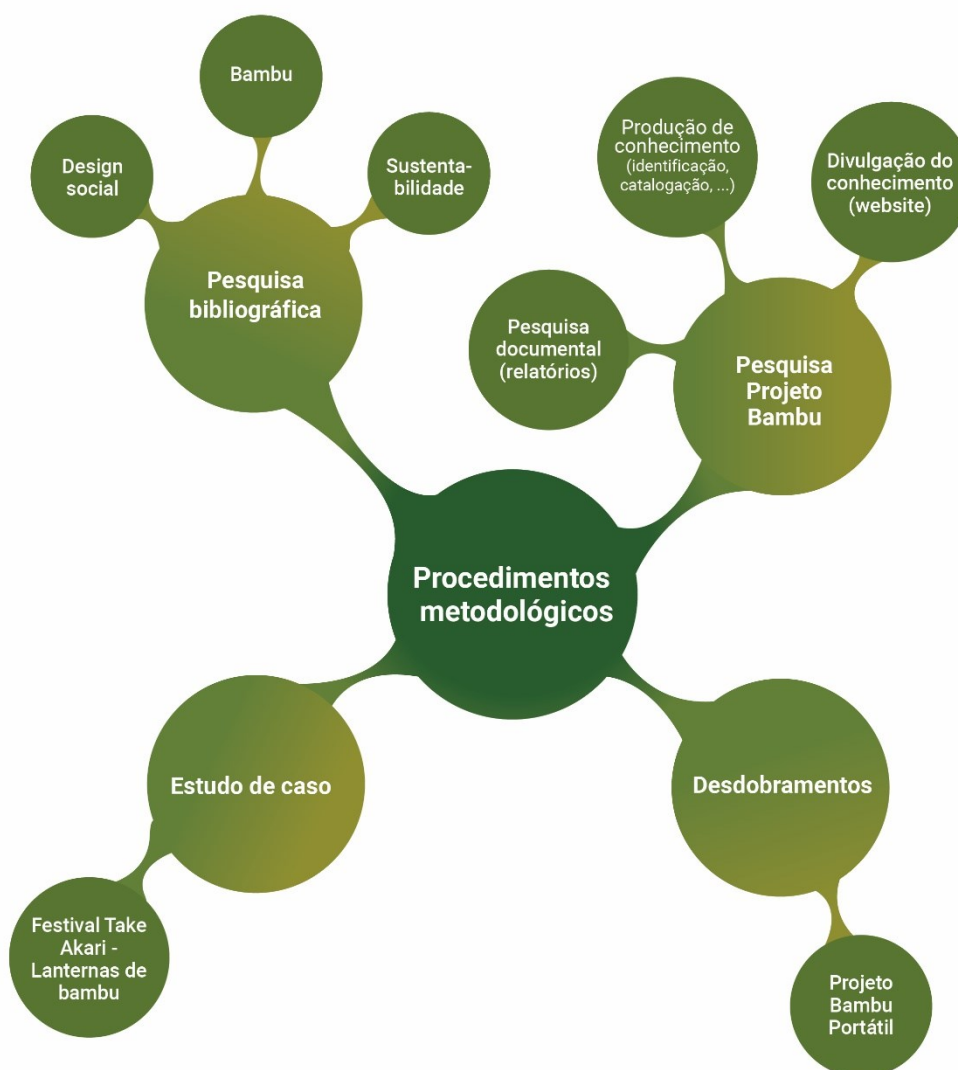 Bambu
Design
social
Sustenta-
bilidade
Pesquisa
bibliográfica
Produção de
conhecimento
(identificação,
catalogação, ...)
Divulgação do
conhecimento
(website)
Pesquisa
documental
(relatórios)
Pesquisa
Projeto
Bambu
Procedimentos
metodológicos
Estudo de caso
Festival Take
Akari -
Lanternas de
bambu
Desdobramentos
Projeto
Bambu
Portátil